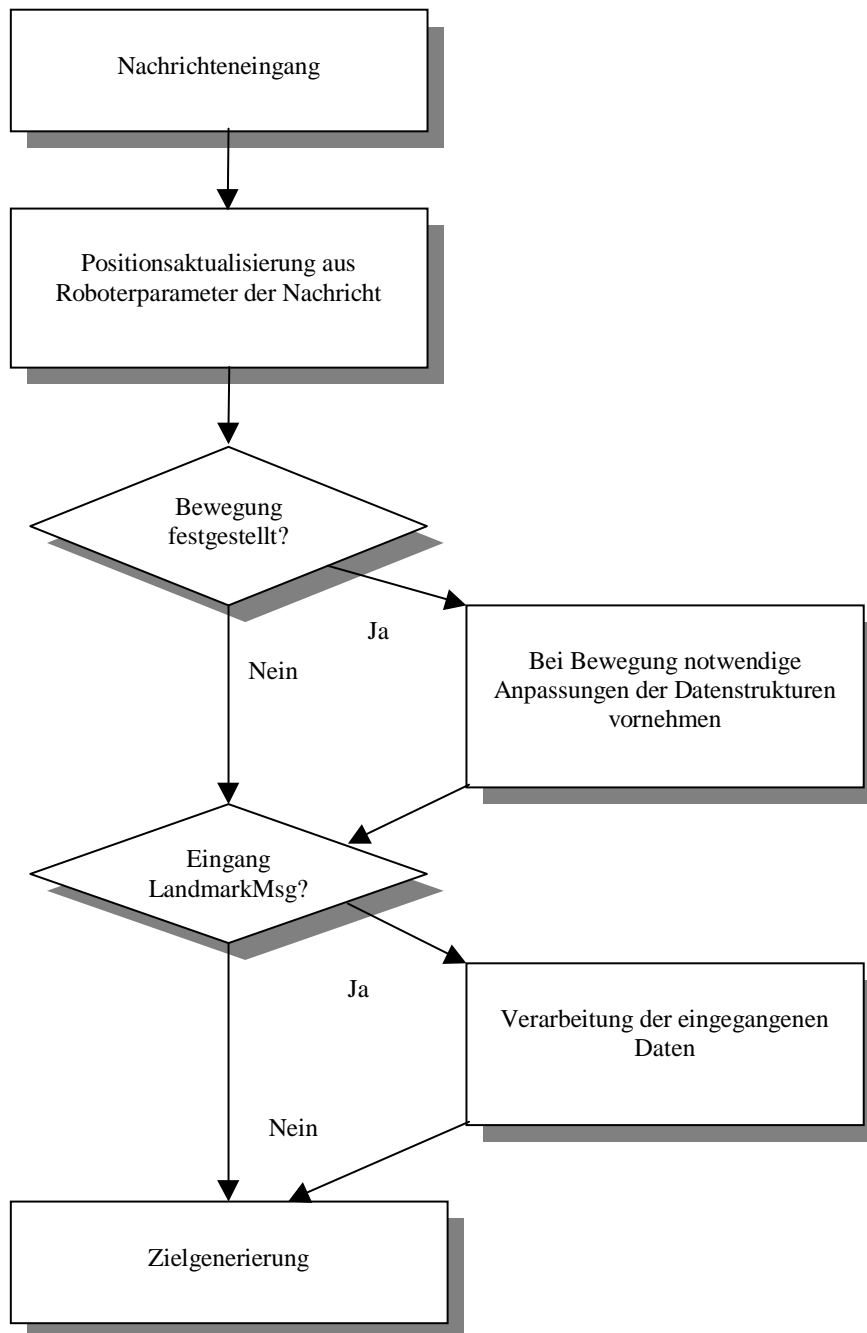 Nachrichteneingang
Positionsaktualisierung aus
Roboterparameter der Nachricht
Bewegung
festgestellt?
Ja
Nein
Bei Bewegung notwendige
Anpassungen der Datenstrukturen
vornehmen
Eingang
LandmarkMsg?
Ja
Verarbeitung der eingegangenen
Daten
Nein
Zielgenerierung